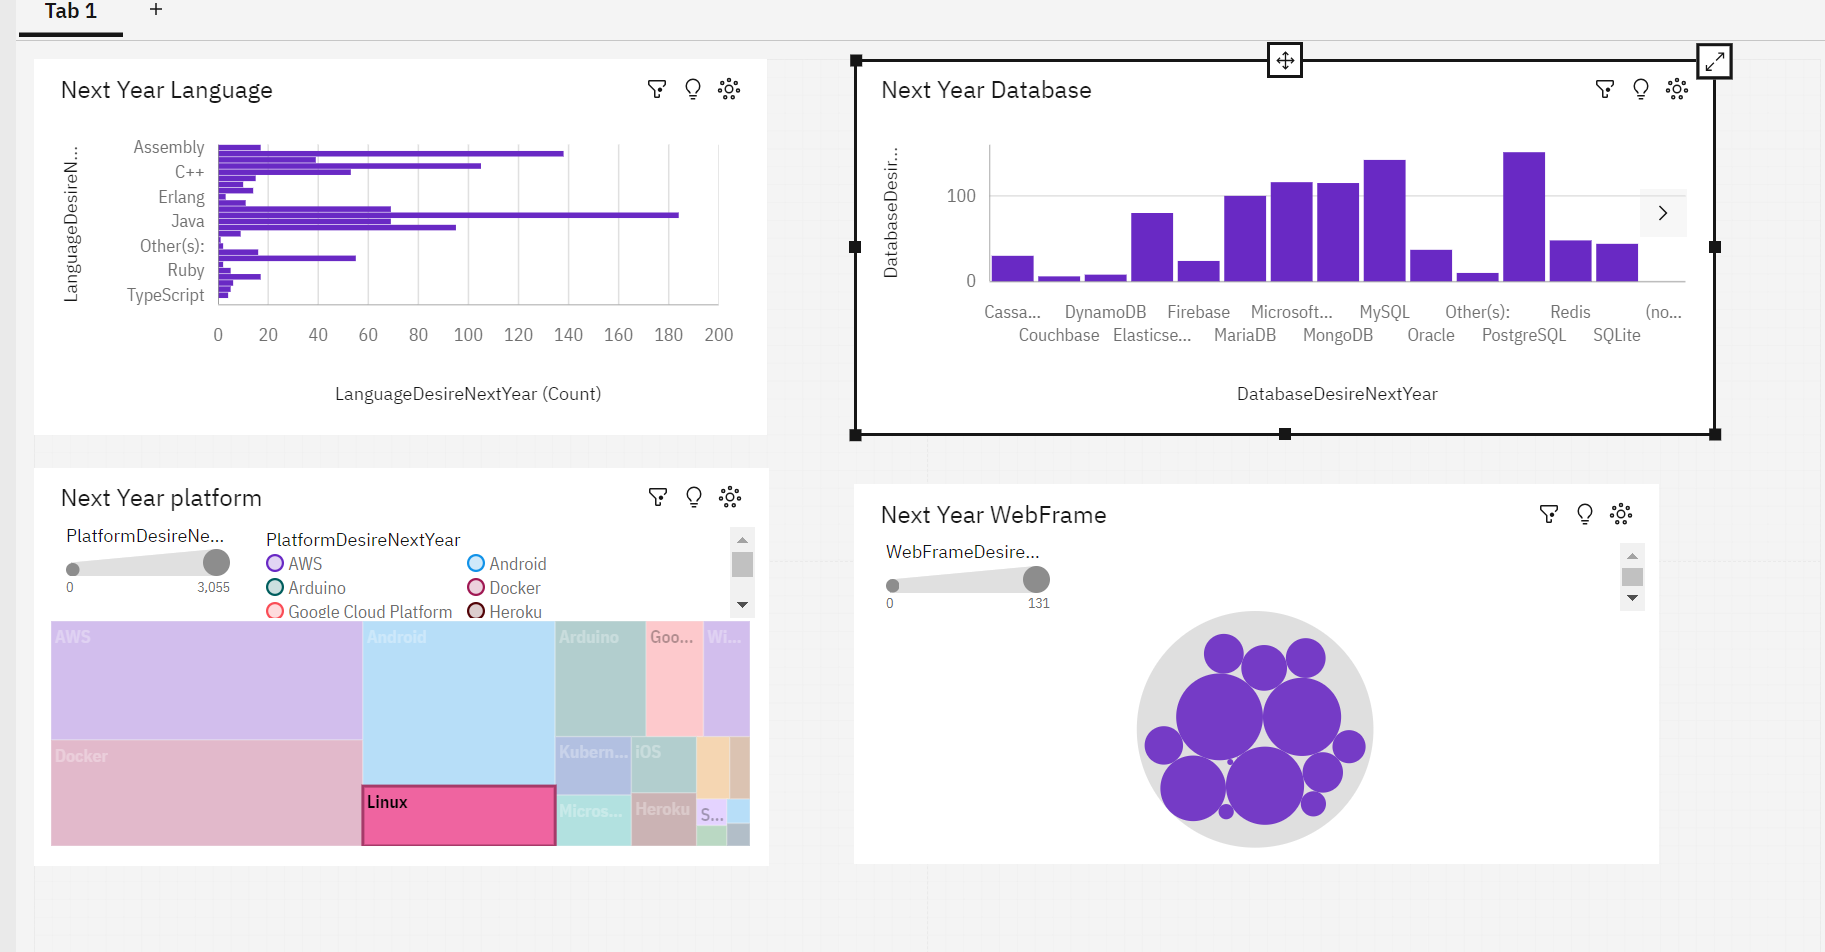 Tab 1 +
Next Year Language
LanguageDesireN...
Assembly
C++
Erlang
Java
Other(s):
Ruby
TypeScript
0 20 40 60 80 100 120 140 160 180 200
LanguageDesireNextYear (Count)
Next Year Database
DatabaseDesir...
100
0
Cassa... DynamoDB Firebase Microsoft... MySQL Other(s): Redis (no...
Couchbase Elasticse... MariaDB MongoDB Oracle PostgreSQL SQLite
DatabaseDesireNextYear
Next Year platform
PlatformDesireNe...
0 3,055
PlatformDesireNextYear
AWS Android
Arduino Docker
Google Cloud Platform Heroku
AWS Android Arduino Goo... Wi...
Docker Kubern... iOS
Linux Micros... Heroku S...
Next Year WebFrame
WebFrameDesire...
0 131